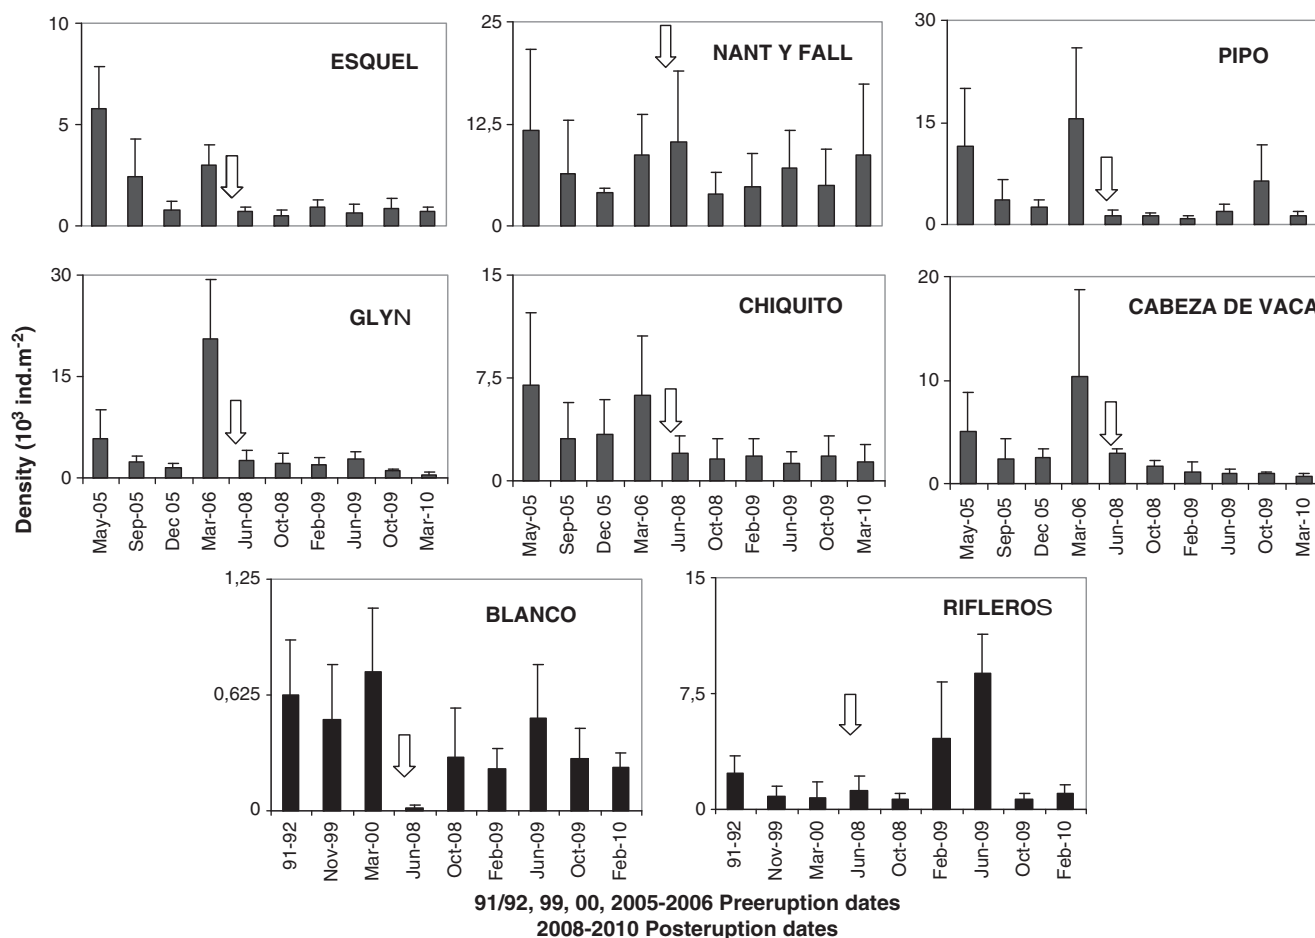 10
5
0
ESQUEL
25
12,5
0
NANT Y FALL
30
15
0
PIPO
Density (10³ ind.m⁻²)
30
15
0
GLYN
May-05
Sep-05
Dec 05
Mar-06
Jun-08
Oct-08
Feb-09
Jun-09
Oct-09
Mar-10
15
7,5
0
CHIQUITO
May-05
Sep-05
Dec 05
Mar-06
Jun-08
Oct-08
Feb-09
Jun-09
Oct-09
Mar-10
20
10
0
CABEZA DE VACA
May-05
Sep-05
Dec 05
Mar-06
Jun-08
Oct-08
Feb-09
Jun-09
Oct-09
Mar-10
1,25
0,625
0
BLANCO
91-92
Nov-99
Mar-00
Jun-08
Oct-08
Feb-09
Jun-09
Oct-09
Feb-10
15
7,5
0
RIFLEROS
91-92
Nov-99
Mar-00
Jun-08
Oct-08
Feb-09
Jun-09
Oct-09
Feb-10
91/92, 99, 00, 2005-2006 Preeruption dates
2008-2010 Posteruption dates